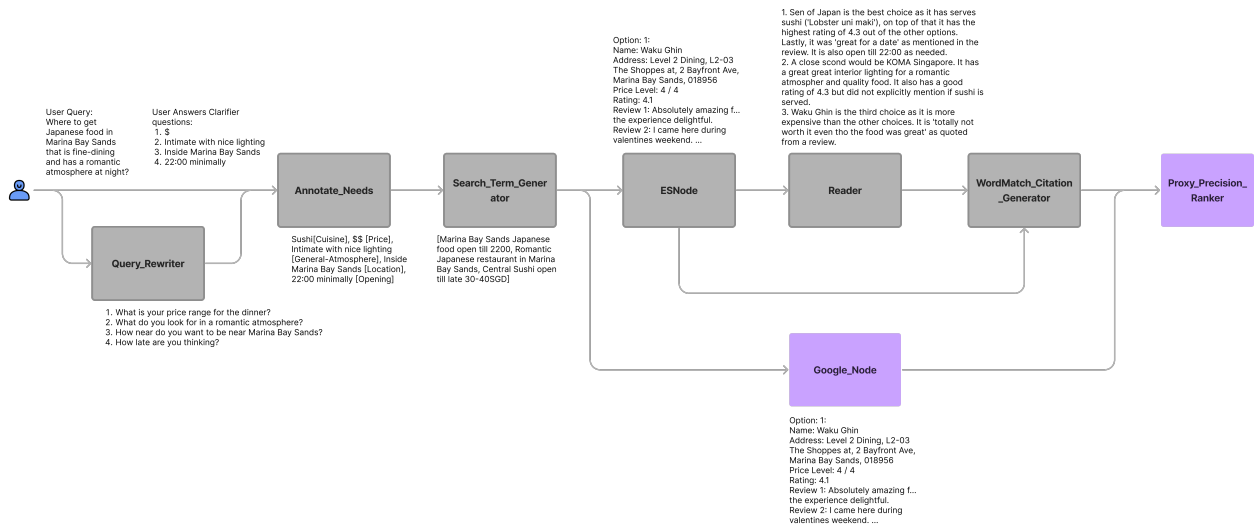 User Query:
Where to get
Japanese food in
Marina Bay Sands
that is fine-dining
and has a romantic
atmosphere at night?
User Answers Clarifier
questions:
1. $
2. Intimate with nice lighting
3. Inside Marina Bay Sands
4. 22:00 minimally
Query_Rewriter
1. What is your price range for the dinner?
2. What do you look for in a romantic atmosphere?
3. How near do you want to be near Marina Bay Sands?
4. How late are you thinking?
Annotate_Needs
Sushi[Cuisine], $$ [Price],
Intimate with nice lighting
[General-Atmosphere], Inside
Marina Bay Sands [Location],
22:00 minimally [Opening]
Search_Term_Gener
ator
[Marina Bay Sands Japanese
food open till 2200, Romantic
Japanese restaurant in Marina
Bay Sands, Central Sushi open
till late 30-40SGD]
Option: 1:
Name: Waku Ghin
Address: Level 2 Dining, L2-03
The Shoppes at, 2 Bayfront Ave,
Marina Bay Sands, 018956
Price Level: 4 / 4
Rating: 4.1
Review 1: Absolutely amazing f...
the experience delightful.
Review 2: I came here during
valentines weekend. ...
ESNode
1. Sen of Japan is the best choice as it has serves
sushi ('Lobster uni maki'), on top of that it has the
highest rating of 4.3 out of the other options.
Lastly, it was 'great for a date' as mentioned in the
review. It is also open till 22:00 as needed.
2. A close scond would be KOMA Singapore. It has
a great great interior lighting for a romantic
atmospher and quality food. It also has a good
rating of 4.3 but did not explicitly mention if sushi is
served.
3. Waku Ghin is the third choice as it is more
expensive than the other choices. It is 'totally not
worth it even tho the food was great' as quoted
from a review.
Reader
WordMatch_Citation
_Generator
Proxy_Precision_
Ranker
Google_Node
Option: 1:
Name: Waku Ghin
Address: Level 2 Dining, L2-03
The Shoppes at, 2 Bayfront Ave,
Marina Bay Sands, 018956
Price Level: 4 / 4
Rating: 4.1
Review 1: Absolutely amazing f...
the experience delightful.
Review 2: I came here during
valentines weekend. ...